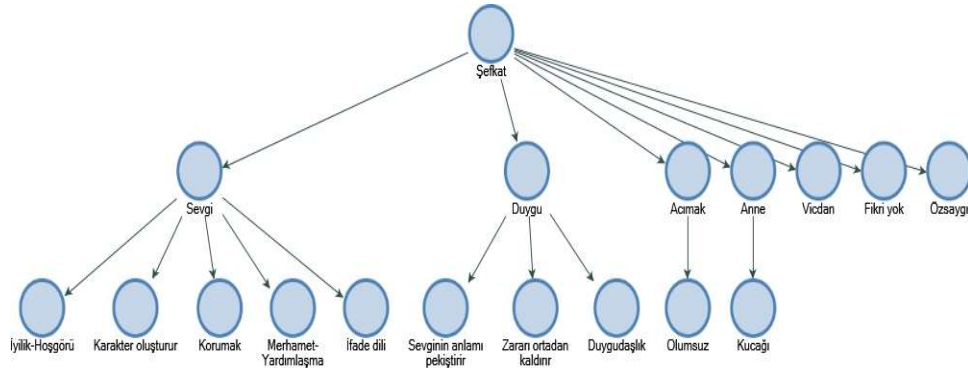 Şefkat
Sevgi
Duygu
Acımak
Anne
Vicdan
Fikri yok
Özsaygı
İyilik-Hoşgörü
Karakter oluşturur
Korumak
Merhamet-
Yardımlaşma
İfade dili
Sevginin anlamı
pekiştirir
Zararı ortadan
kaldırır
Duygudaşlık
Olumsuz
Kucağı